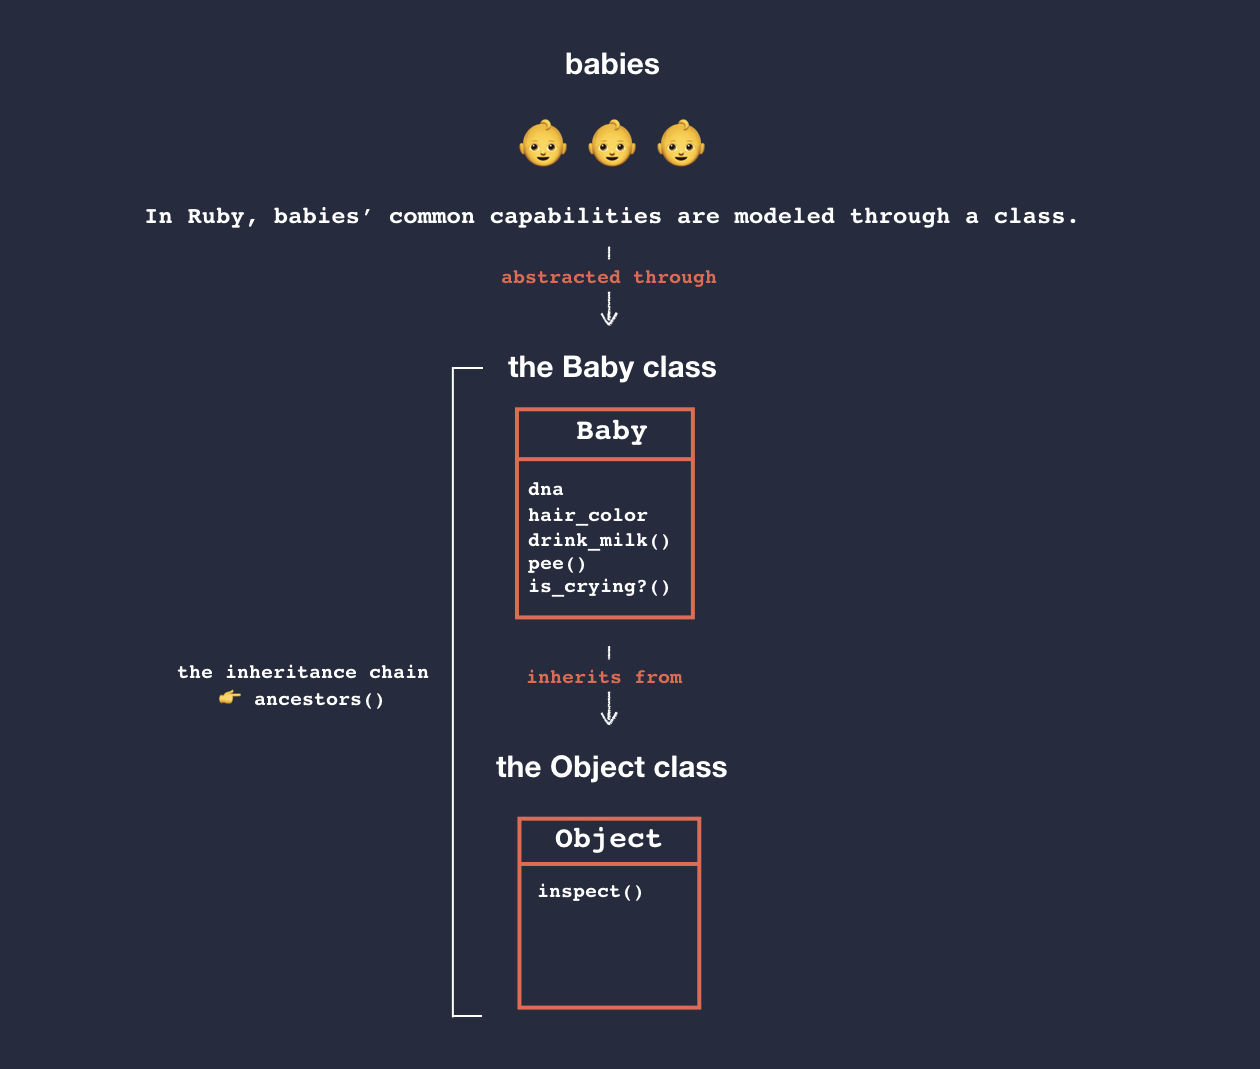 babies
In Ruby, babies’ common capabilities are modeled through a class.
abstracted through
the Baby class
Baby
dna
hair_color
drink_milk()
pee()
is_crying?()
the inheritance chain
👉 ancestors()
inherits from
the Object class
Object
inspect()